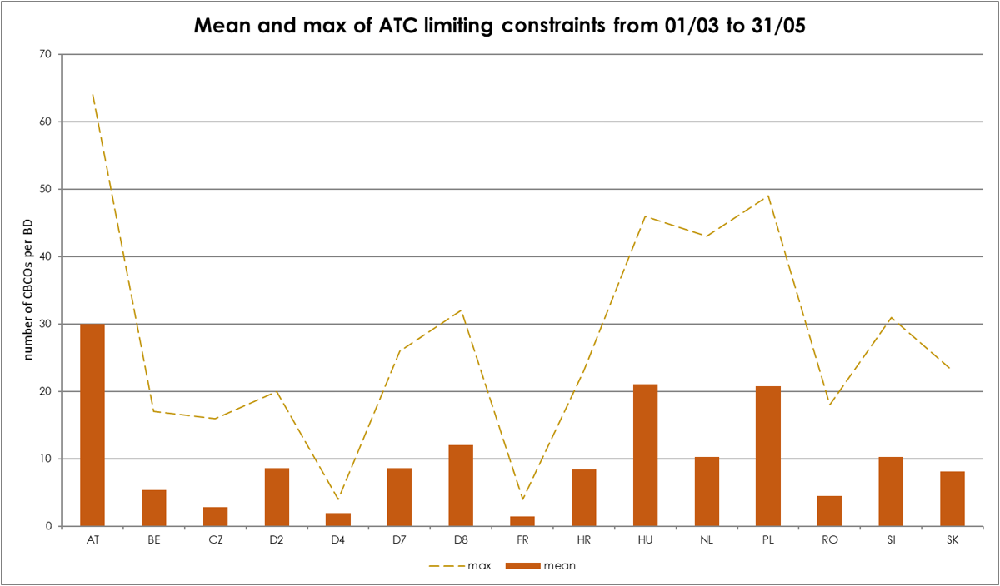 Mean and max of ATC limiting constraints from 01/03 to 31/05
number of CBCOs per BD
70
60
50
40
30
20
10
0
AT BE CZ D2 D4 D7 D8 FR HR HU NL PL RO SI SK
max mean